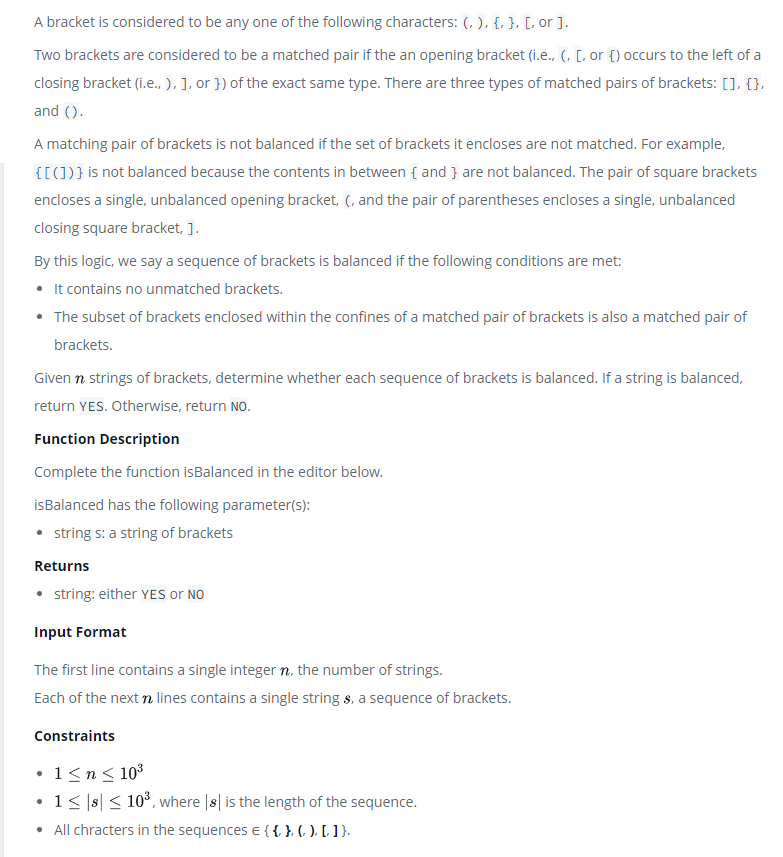 A bracket is considered to be any one of the following characters: (, ), {, }, [, or ].
Two brackets are considered to be a matched pair if the an opening bracket (i.e., (, [, or {) occurs to the left of a
closing bracket (i.e., ), ], or }) of the exact same type. There are three types of matched pairs of brackets: [], {},
and ().
A matching pair of brackets is not balanced if the set of brackets it encloses are not matched. For example,
{[(])} is not balanced because the contents in between { and } are not balanced. The pair of square brackets
encloses a single, unbalanced opening bracket, (, and the pair of parentheses encloses a single, unbalanced
closing square bracket, ].
By this logic, we say a sequence of brackets is balanced if the following conditions are met:
• It contains no unmatched brackets.
• The subset of brackets enclosed within the confines of a matched pair of brackets is also a matched pair of
brackets.
Given n strings of brackets, determine whether each sequence of brackets is balanced. If a string is balanced,
return YES. Otherwise, return NO.
Function Description
Complete the function isBalanced in the editor below.
isBalanced has the following parameter(s):
• string s: a string of brackets
Returns
• string: either YES or NO
Input Format
The first line contains a single integer n, the number of strings.
Each of the next n lines contains a single string s, a sequence of brackets.
Constraints
• 1 ≤ n ≤ 10³
• 1 ≤ |s| ≤ 10³, where |s| is the length of the sequence.
• All chracters in the sequences ∈ { {, }, (, ), [, ] }.